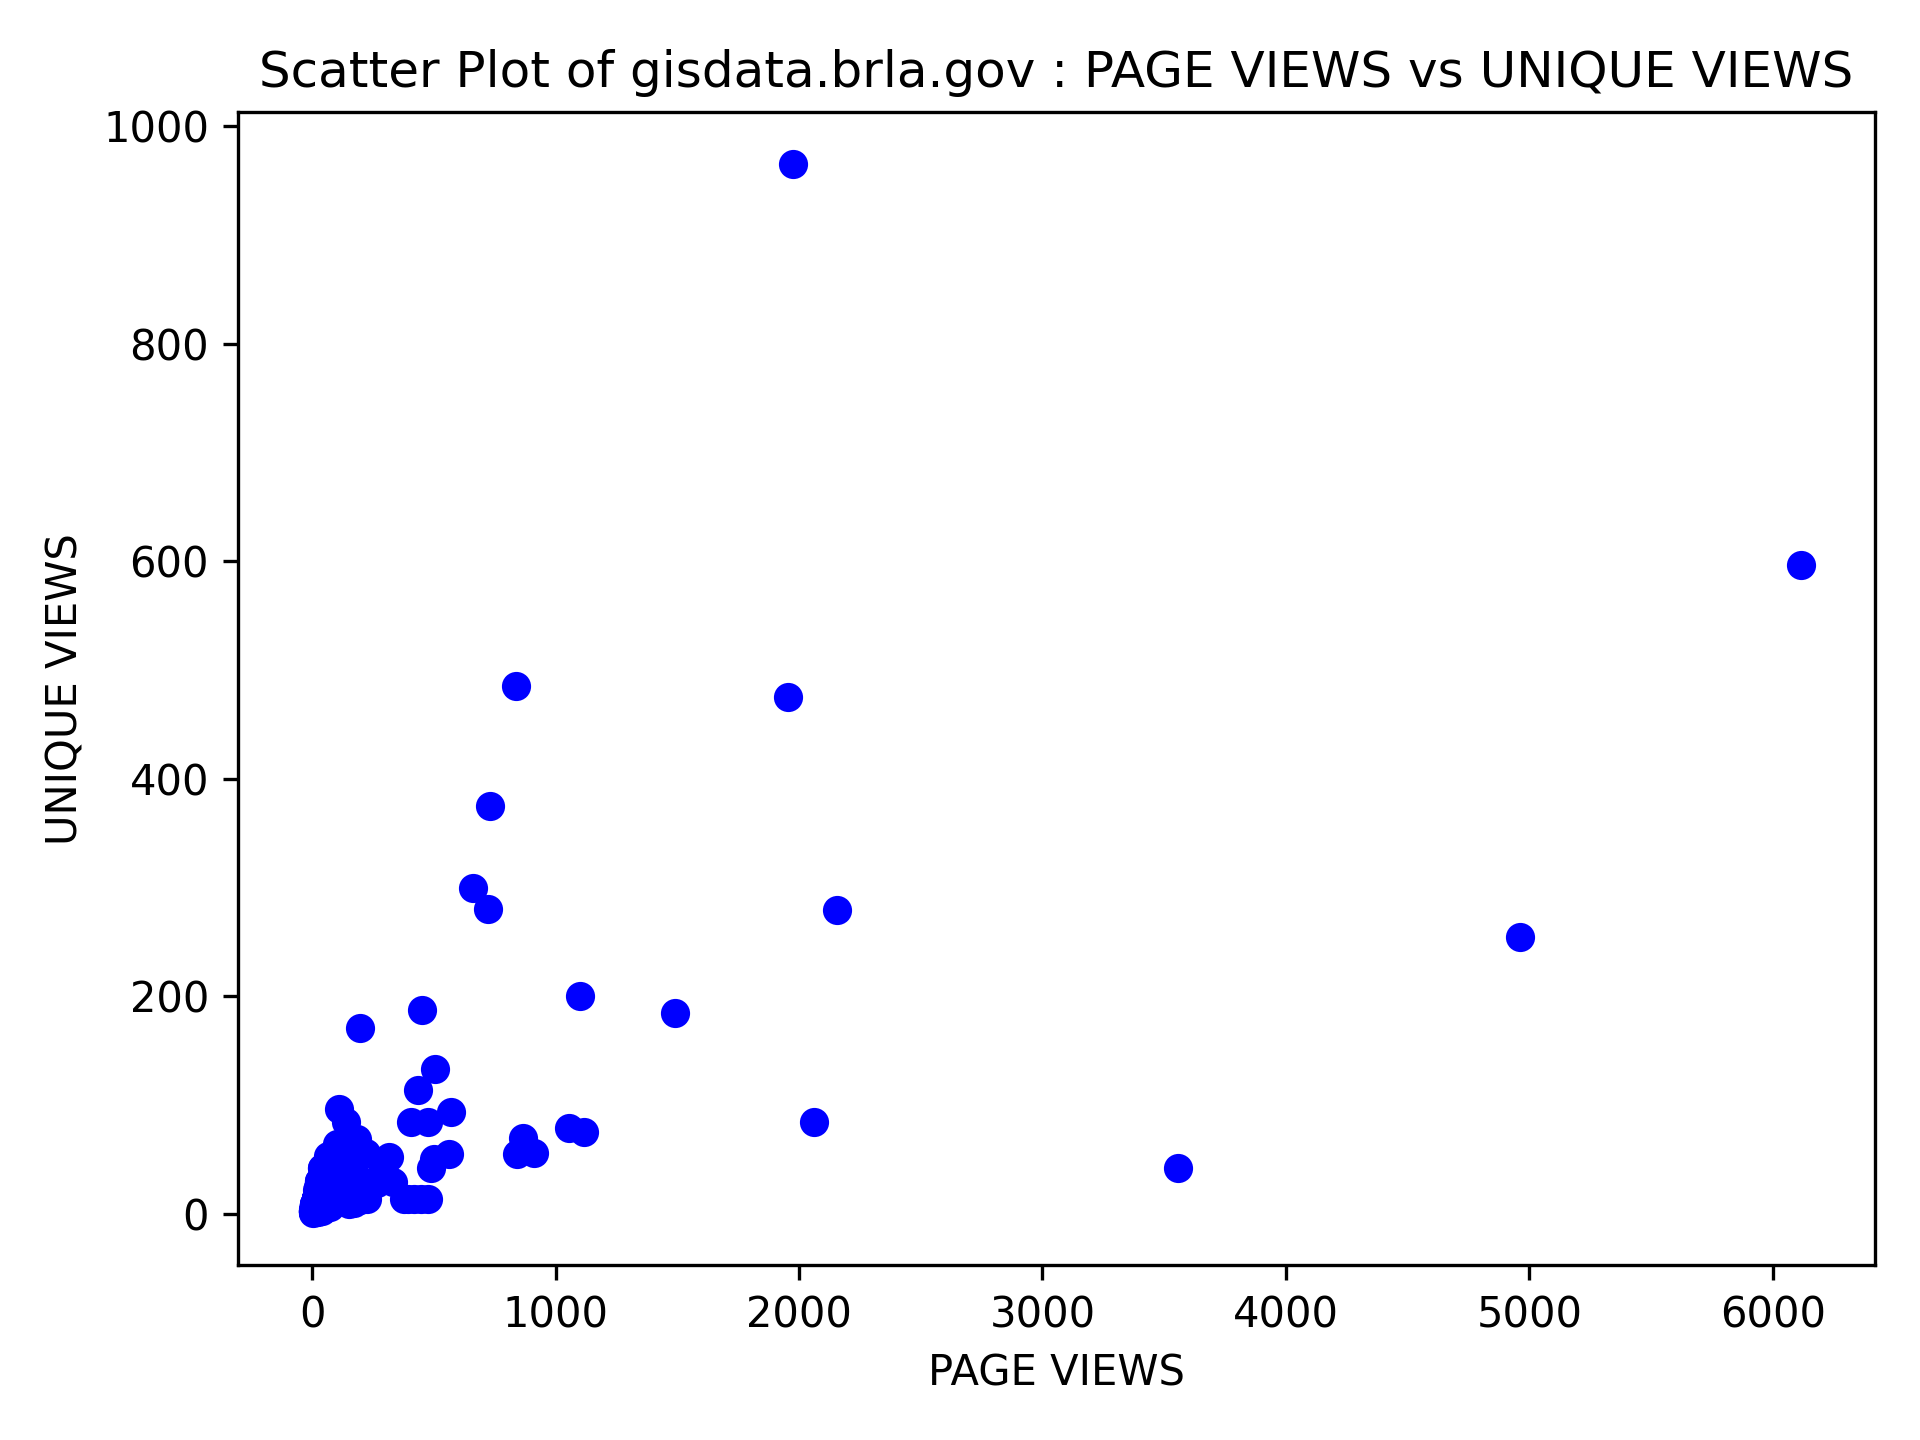 Scatter Plot of gisdata.brla.gov : PAGE VIEWS vs UNIQUE VIEWS
1000
800
600
400
200
0
UNIQUE VIEWS
0 1000 2000 3000 4000 5000 6000
PAGE VIEWS